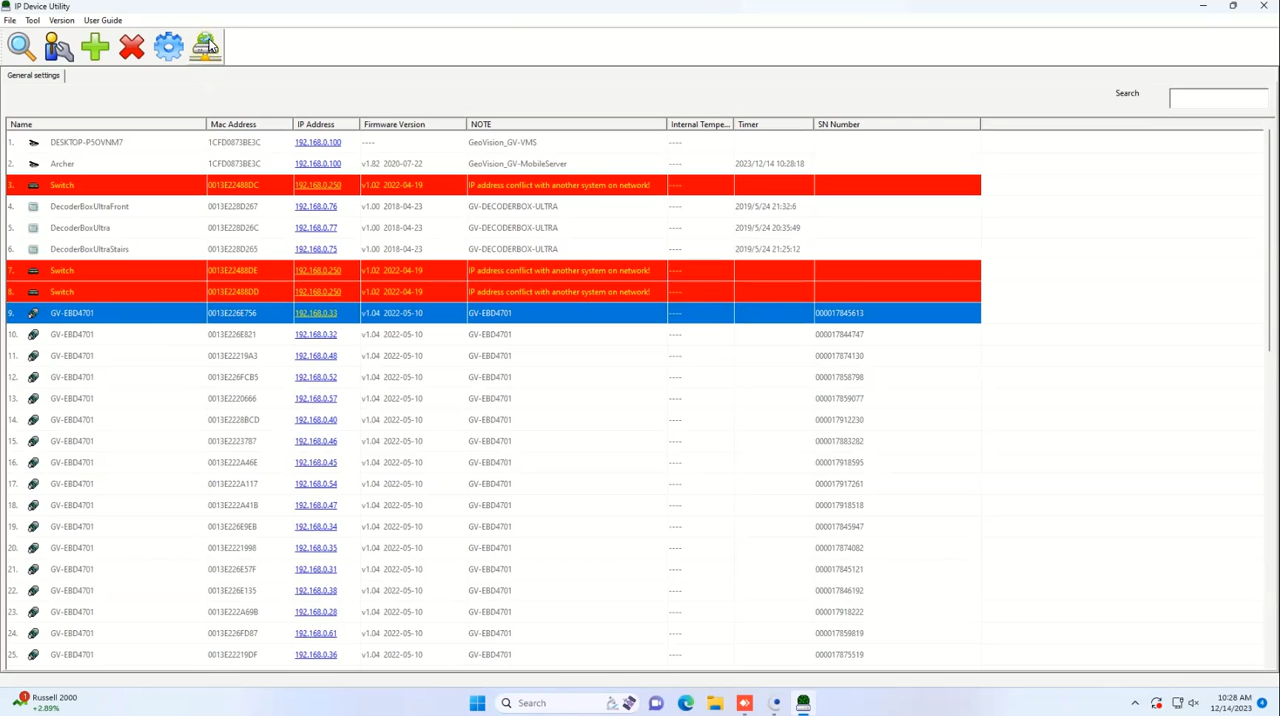 IP Device Utility
File Tool Version User Guide
General settings
Search
Name Mac Address IP Address Firmware Version NOTE Internal Tempe... Timer SN Number
1. DESKTOP-P5OVNM7 1CFD0873BE3C 192.168.0.100 ---- GeoVision_GV-VMS ----
2. Archer 1CFD0873BE3C 192.168.0.100 v1.82 2020-07-22 GeoVision_GV-MobileServer ---- 2023/12/14 10:28:18
3. Switch 0013E22488DC 192.168.0.250 v1.02 2022-04-19 IP address conflict with another system on network! ----
4. DecoderBoxUltraFront 0013E228D267 192.168.0.76 v1.00 2018-04-23 GV-DECODERBOX-ULTRA ---- 2019/5/24 21:32:6
5. DecoderBoxUltra 0013E228D26C 192.168.0.77 v1.00 2018-04-23 GV-DECODERBOX-ULTRA ---- 2019/5/24 20:35:49
6. DecoderBoxUltraStairs 0013E228D265 192.168.0.75 v1.00 2018-04-23 GV-DECODERBOX-ULTRA ---- 2019/5/24 21:25:12
7. Switch 0013E22488DE 192.168.0.250 v1.02 2022-04-19 IP address conflict with another system on network! ----
8. Switch 0013E22488DD 192.168.0.250 v1.02 2022-04-19 IP address conflict with another system on network! ----
9. GV-EBD4701 0013E226E756 192.168.0.33 v1.04 2022-05-10 GV-EBD4701 ---- 000017845613
10. GV-EBD4701 0013E226E821 192.168.0.32 v1.04 2022-05-10 GV-EBD4701 ---- 000017844747
11. GV-EBD4701 0013E22219A3 192.168.0.48 v1.04 2022-05-10 GV-EBD4701 ---- 000017874130
12. GV-EBD4701 0013E226FCB5 192.168.0.52 v1.04 2022-05-10 GV-EBD4701 ---- 000017858798
13. GV-EBD4701 0013E2220666 192.168.0.57 v1.04 2022-05-10 GV-EBD4701 ---- 000017859077
14. GV-EBD4701 0013E2228BCD 192.168.0.40 v1.04 2022-05-10 GV-EBD4701 ---- 000017912230
15. GV-EBD4701 0013E2223787 192.168.0.46 v1.04 2022-05-10 GV-EBD4701 ---- 000017883282
16. GV-EBD4701 0013E222A46E 192.168.0.45 v1.04 2022-05-10 GV-EBD4701 ---- 000017918595
17. GV-EBD4701 0013E222A117 192.168.0.54 v1.04 2022-05-10 GV-EBD4701 ---- 000017917261
18. GV-EBD4701 0013E222A41B 192.168.0.47 v1.04 2022-05-10 GV-EBD4701 ---- 000017918518
19. GV-EBD4701 0013E226E9EB 192.168.0.34 v1.04 2022-05-10 GV-EBD4701 ---- 000017845947
20. GV-EBD4701 0013E2221998 192.168.0.35 v1.04 2022-05-10 GV-EBD4701 ---- 000017874082
21. GV-EBD4701 0013E226E57F 192.168.0.31 v1.04 2022-05-10 GV-EBD4701 ---- 000017845121
22. GV-EBD4701 0013E226E135 192.168.0.38 v1.04 2022-05-10 GV-EBD4701 ---- 000017846192
23. GV-EBD4701 0013E222A69B 192.168.0.28 v1.04 2022-05-10 GV-EBD4701 ---- 000017918222
24. GV-EBD4701 0013E226FD87 192.168.0.61 v1.04 2022-05-10 GV-EBD4701 ---- 000017859819
25. GV-EBD4701 0013E22219DF 192.168.0.36 v1.04 2022-05-10 GV-EBD4701 ---- 000017875519
1 Russell 2000
+2.89%
Search
10:28 AM
12/14/2023
4